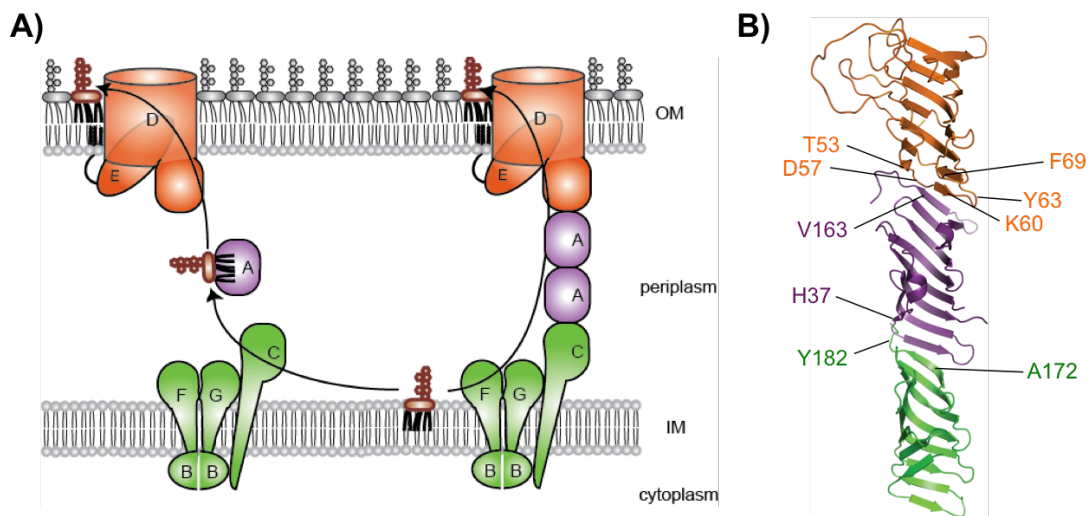 A)
D
E
OM
A
periplasm
C
F
G
B
B
IM
cytoplasm
D
A
A
C
F
G
B
B
B)
T53
D57
V163
F69
Y63
K60
H37
Y182
A172